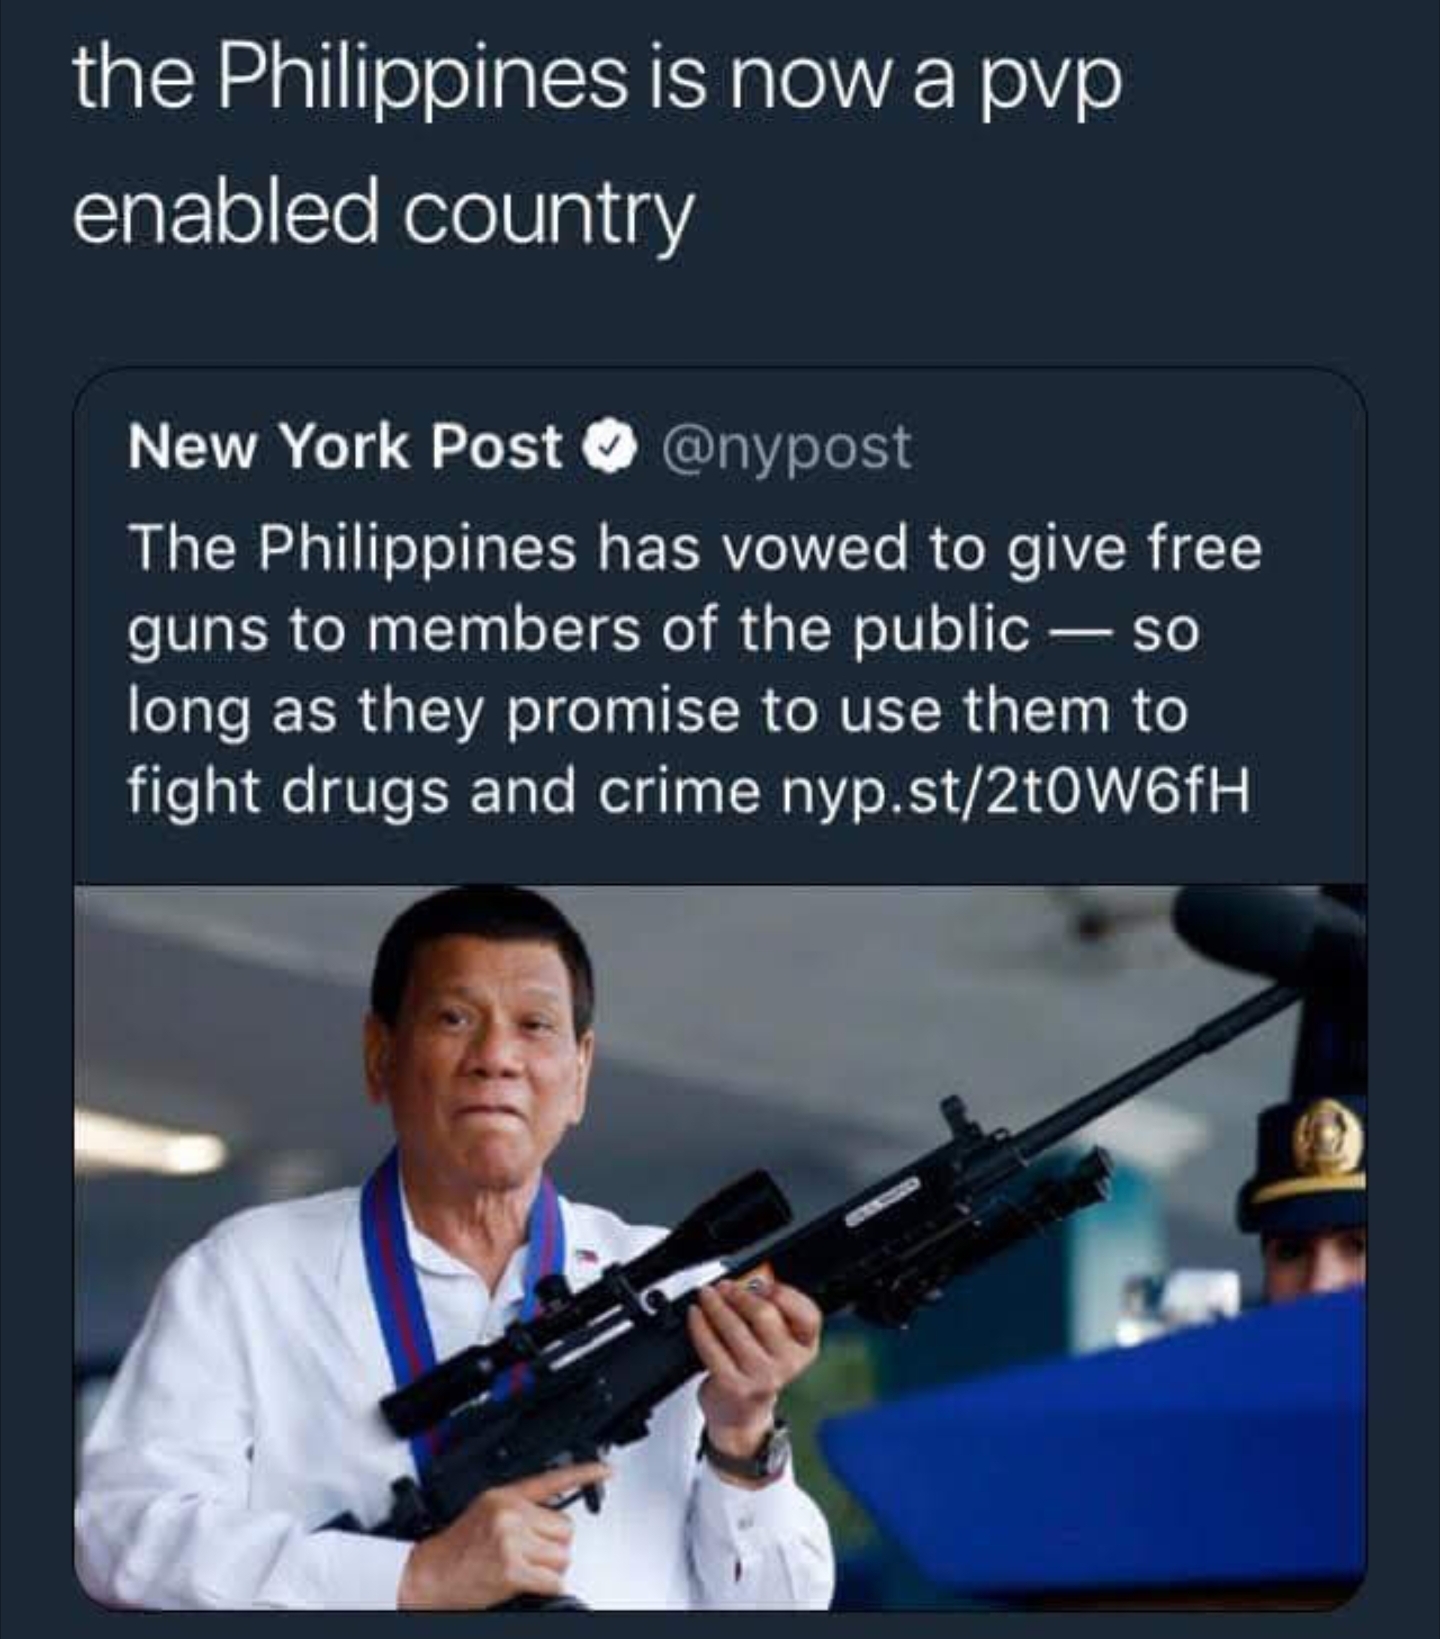 the Philippines is now a pvp
enabled country
New York Post @nypost
The Philippines has vowed to give free
guns to members of the public — so
long as they promise to use them to
fight drugs and crime nyp.st/2t0W6fH